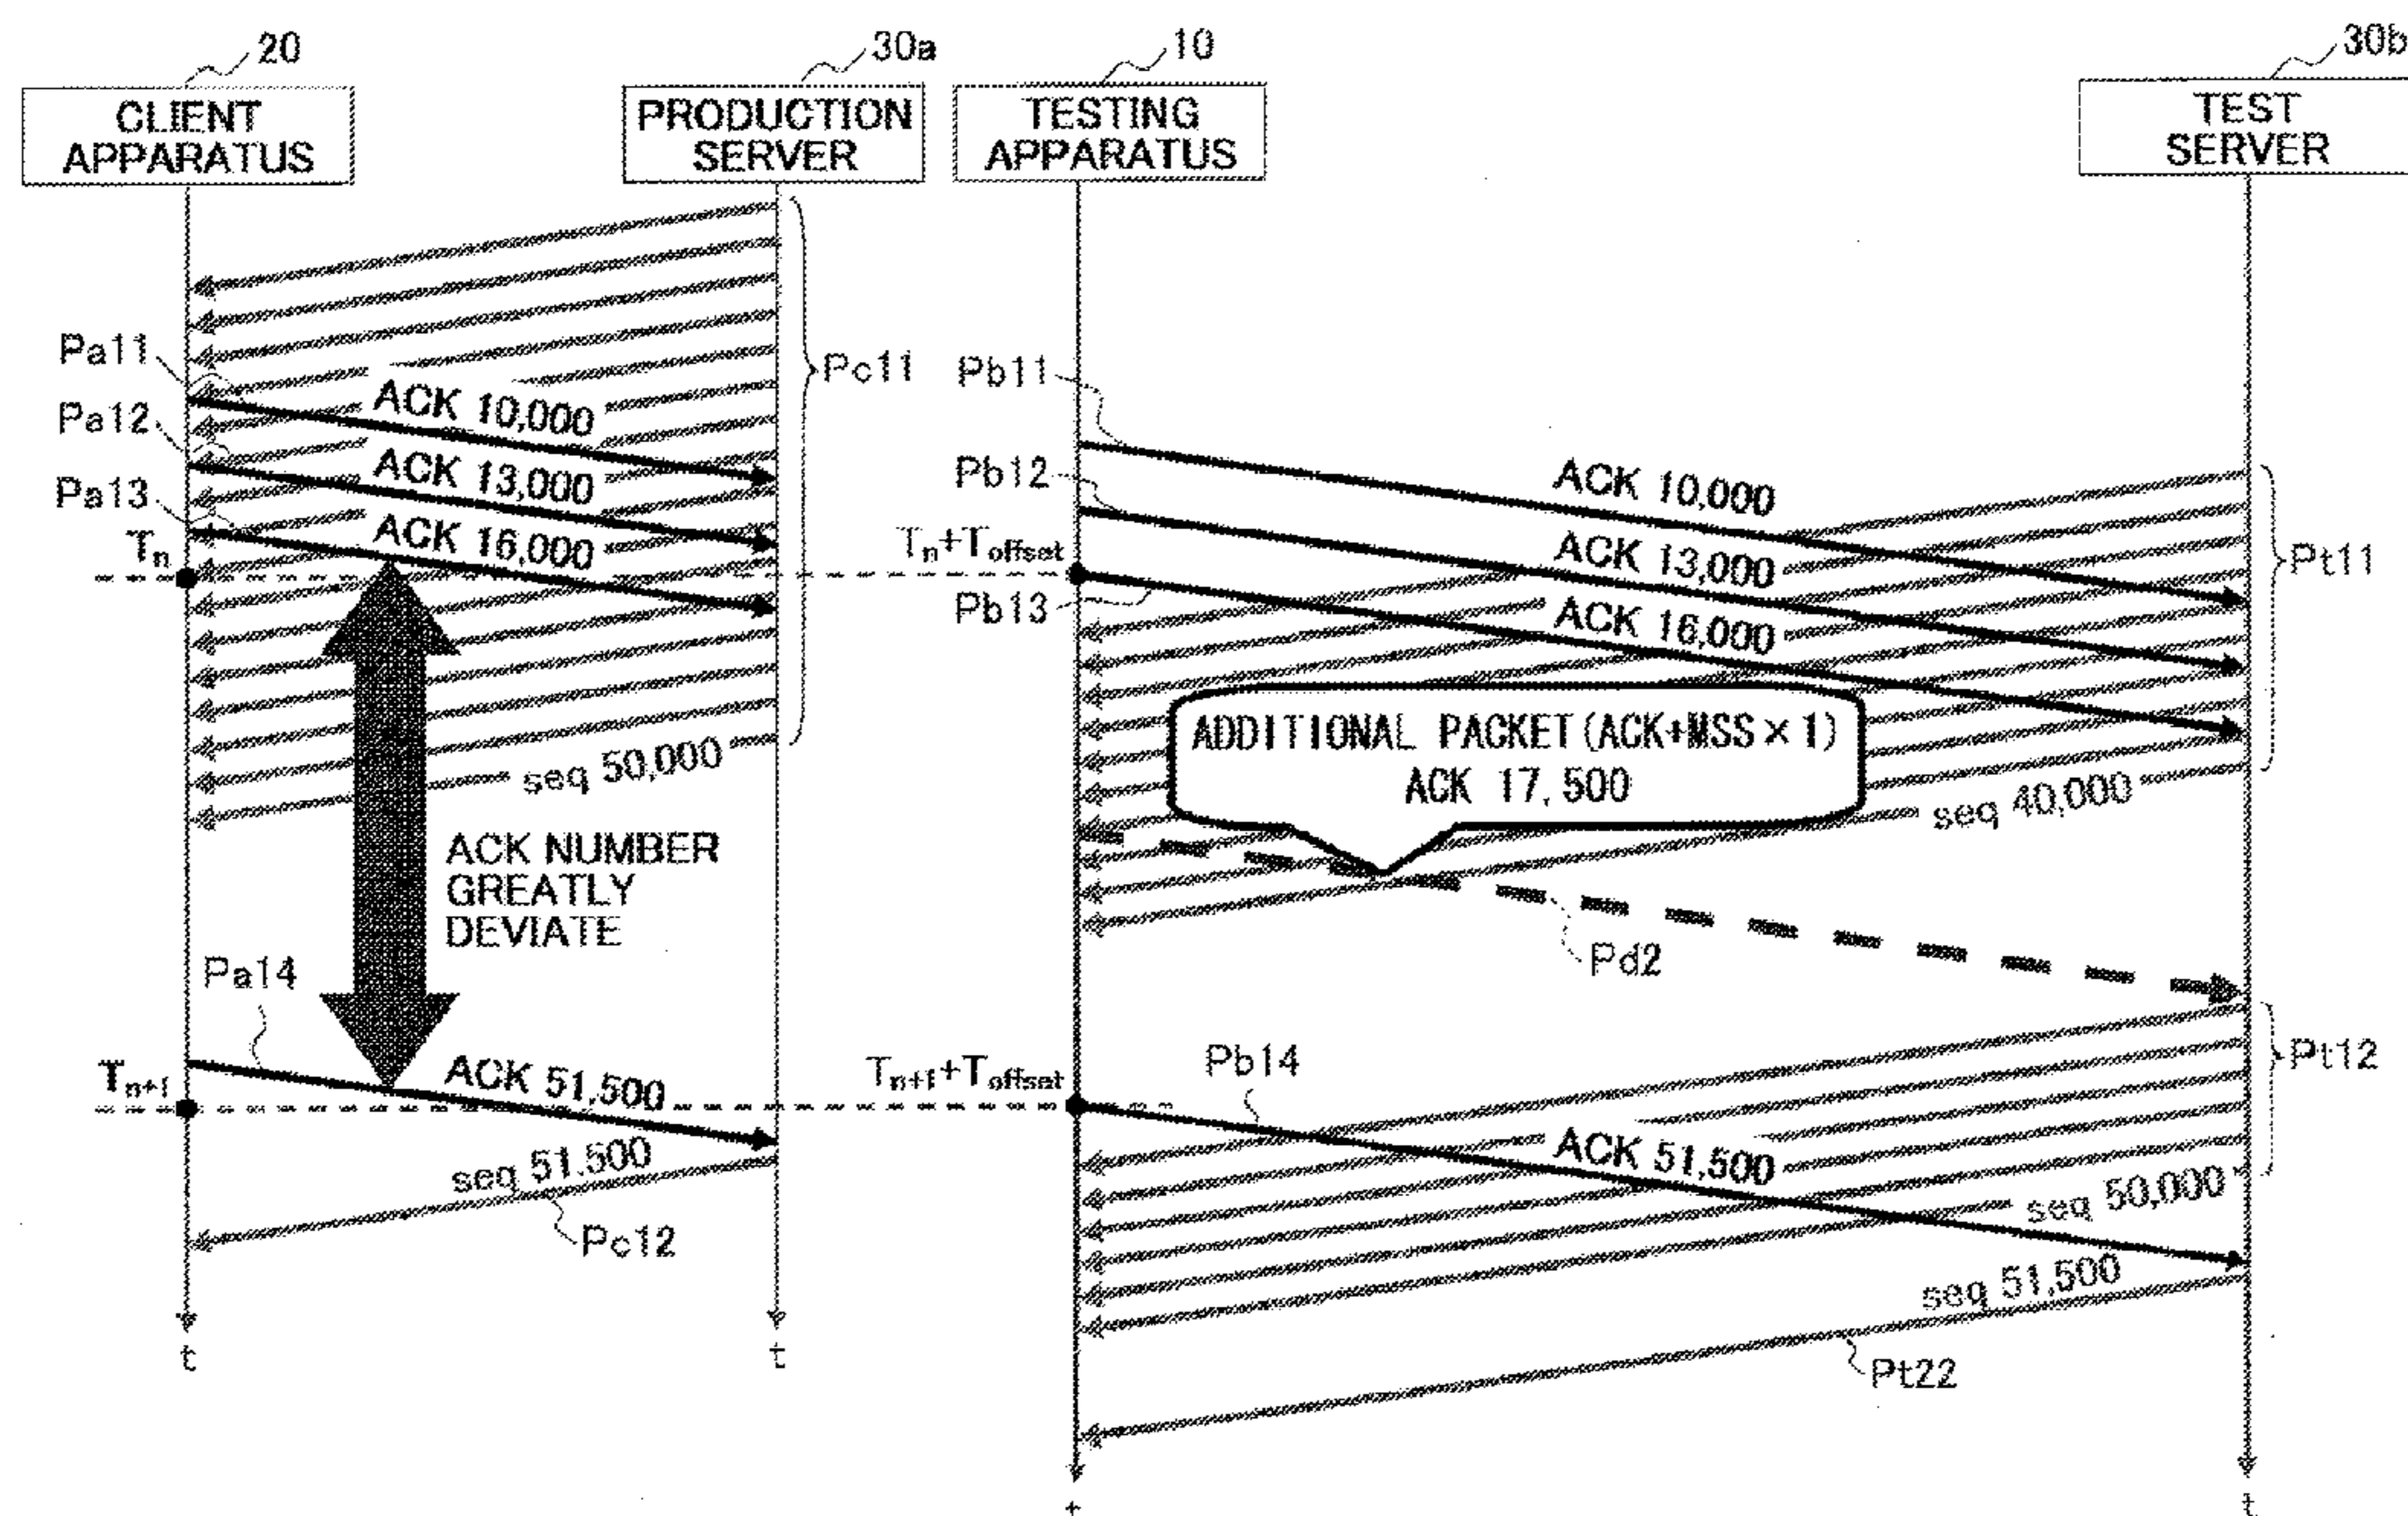 20
30a
10
30b
CLIENT
APPARATUS
PRODUCTION
SERVER
TESTING
APPARATUS
TEST
SERVER
Pa11
Pa12
Pa13
Tn
ACK 10,000
ACK 13,000
ACK 16,000
Pc11
seq 50,000
ACK NUMBER
GREATLY
DEVIATE
Pa14
Tn+1
ACK 51,500
seq 51,500
Pc12
t
t
Pb11
Pb12
Tn+Toffset
Pb13
ACK 10,000
ACK 13,000
ACK 16,000
Pt11
ADDITIONAL PACKET(ACK+MSS×1)
ACK 17,500
seq 40,000
Pd2
Tn+1+Toffset
Pb14
Pt12
ACK 51,500
seq 50,000
seq 51,500
Pt22
t
t